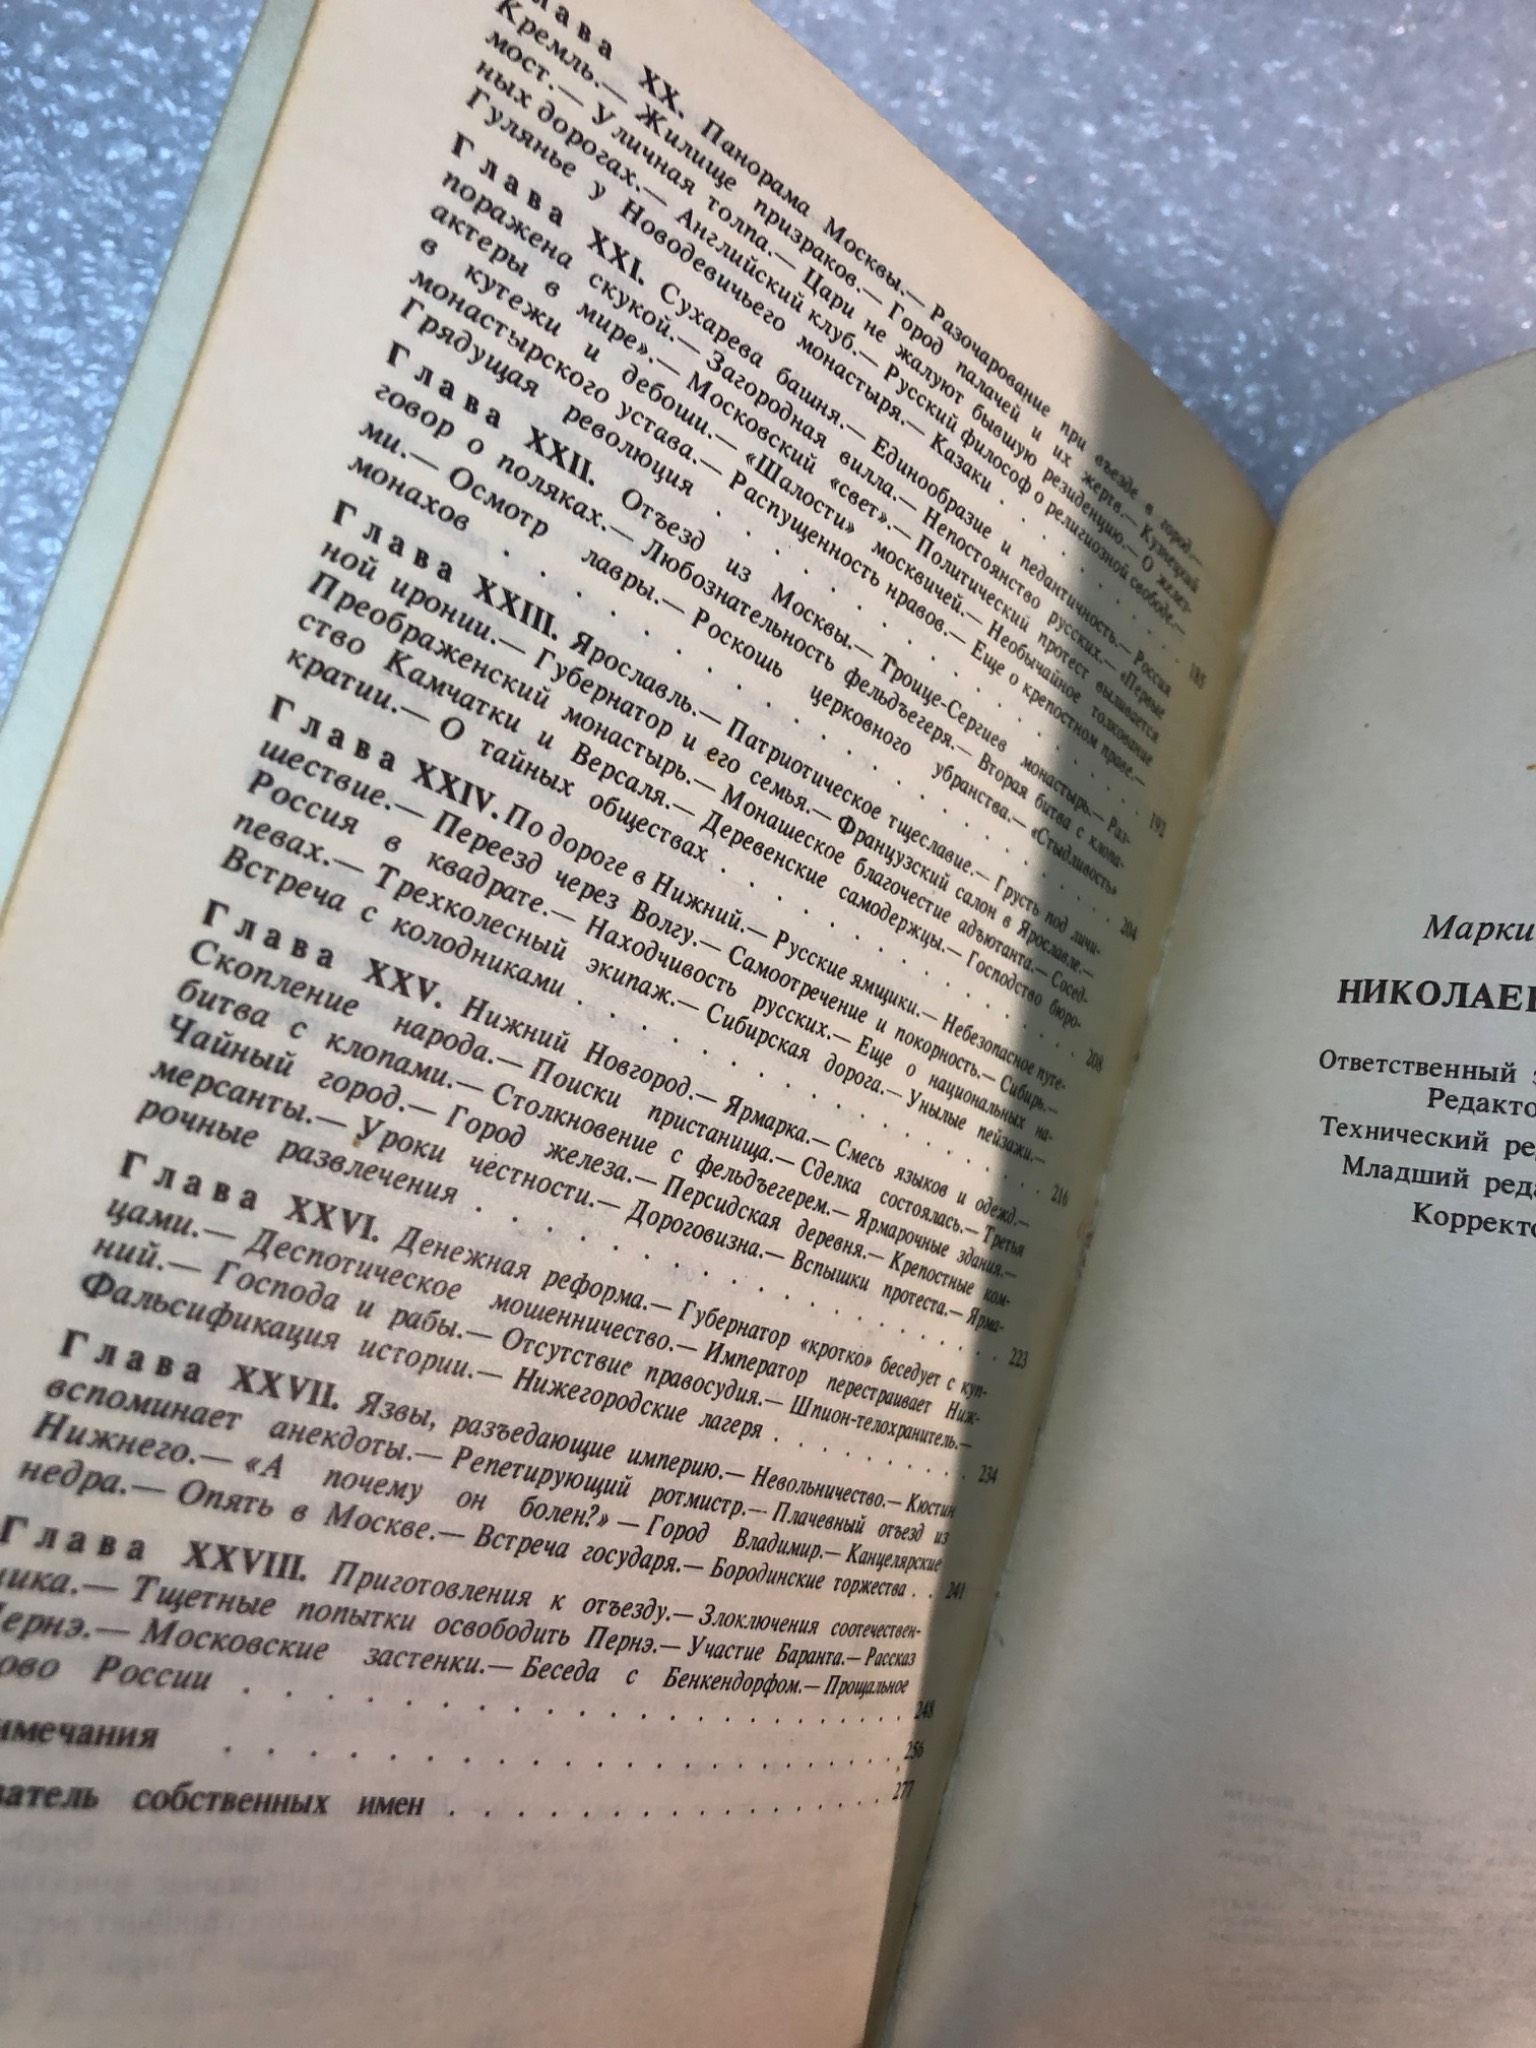 Глава XX. Панорама Москвы.— Разочарование при въезде в город.—
Кремль.— Жилище призраков.— Город палачей и их жертв.— Кузнецкий
мост.— Уличная толпа.— Цари не жалуют бывшую резиденцию.— О желез-
ных дорогах.— Английский клуб.— Русский философ о религиозной свободе.—
Гулянье у Новодевичьего монастыря.— Казаки . . . . . . 185
Глава XXI. Сухарева башня.— Единообразие и педантичность.— Россия
поражена скукой.— Загородная вилла.— Непостоянство русских.— «Первые
актеры в мире».— Московский «свет».— Политический протест выливается
в кутежи и дебоши.— «Шалости» москвичей.— Необычайное толкование
монастырского устава.— Распущенность нравов.— Еще о крепостном праве.—
Грядущая революция . . . . . . . . . . 192
Глава XXII. Отъезд из Москвы.— Троице-Сергиев монастырь.— Раз-
говор о поляках.— Любознательность фельдъегеря.— Вторая битва с клопа-
ми.— Осмотр лавры.— Роскошь церковного убранства.— «Стыдливость»
монахов . . . . . . . . . . . . . 204
Глава XXIII. Ярославль.— Патриотическое тщеславие.— Грусть под личи-
ной иронии.— Губернатор и его семья.— Французский салон в Ярославле.—
Преображенский монастырь.— Монашеское благочестие адъютанта.— Сосед-
ство Камчатки и Версаля.— Деревенские самодержцы.— Господство бюро-
кратии.— О тайных обществах . . . . . . . . . . 208
Глава XXIV. По дороге в Нижний.— Русские ямщики.— Небезопасное путе-
шествие.— Переезд через Волгу.— Самоотречение и покорность.— Сибирь.—
Россия в квадрате.— Находчивость русских.— Еще о национальных на-
певах.— Трехколесный экипаж.— Сибирская дорога.— Унылые пейзажи.—
Встреча с колодниками . . . . . . . . . . . . 216
Глава XXV. Нижний Новгород.— Ярмарка.— Смесь языков и одежд.—
Скопление народа.— Поиски пристанища.— Сделка состоялась.— Третья
битва с клопами.— Столкновение с фельдъегерем.— Ярмарочные здания.—
Чайный город.— Город железа.— Персидская деревня.— Крепостные ком-
мерсанты.— Уроки честности.— Дороговизна.— Вспышки протеста.— Ярма-
рочные развлечения . . . . . . . . . . . . . 223
Глава XXVI. Денежная реформа.— Губернатор «кротко» беседует с куп-
цами.— Деспотическое мошенничество.— Император перестраивает Ниж-
ний.— Господа и рабы.— Отсутствие правосудия.— Шпион-телохранитель.—
Фальсификация истории.— Нижегородские лагеря . . . . . . . . 234
Глава XXVII. Язвы, разъедающие империю.— Невольничество.— Кюстин
вспоминает анекдоты.— Репетирующий ротмистр.— Плачевный отъезд из
Нижнего.— «А почему он болен?» — Город Владимир.— Канцелярские
недра.— Опять в Москве.— Встреча государя.— Бородинские торжества . . 241
Глава XXVIII. Приготовления к отъезду.— Злоключения соотечествен-
ника.— Тщетные попытки освободить Пернэ.— Участие Баранта.— Рассказ
Пернэ.— Московские застенки.— Беседа с Бенкендорфом.— Прощальное
ово России . . . . . . . . . . . . . . . . 248
имечания . . . . . . . . . . . . . . . . 256
затель собственных имен . . . . . . . . . . . . 277
Марки
НИКОЛАЕ
Ответственный
Редакто
Технический ре
Младший ред
Корректо